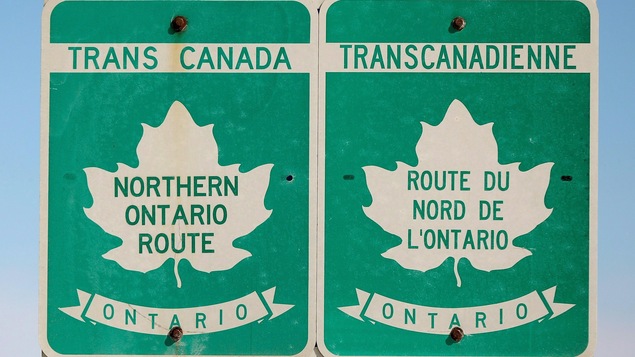 TRANS CANADA
NORTHERN
ONTARIO
ROUTE
ONTARIO
TRANSCANADIENNE
ROUTE DU
NORD DE
L'ONTARIO
ONTARIO